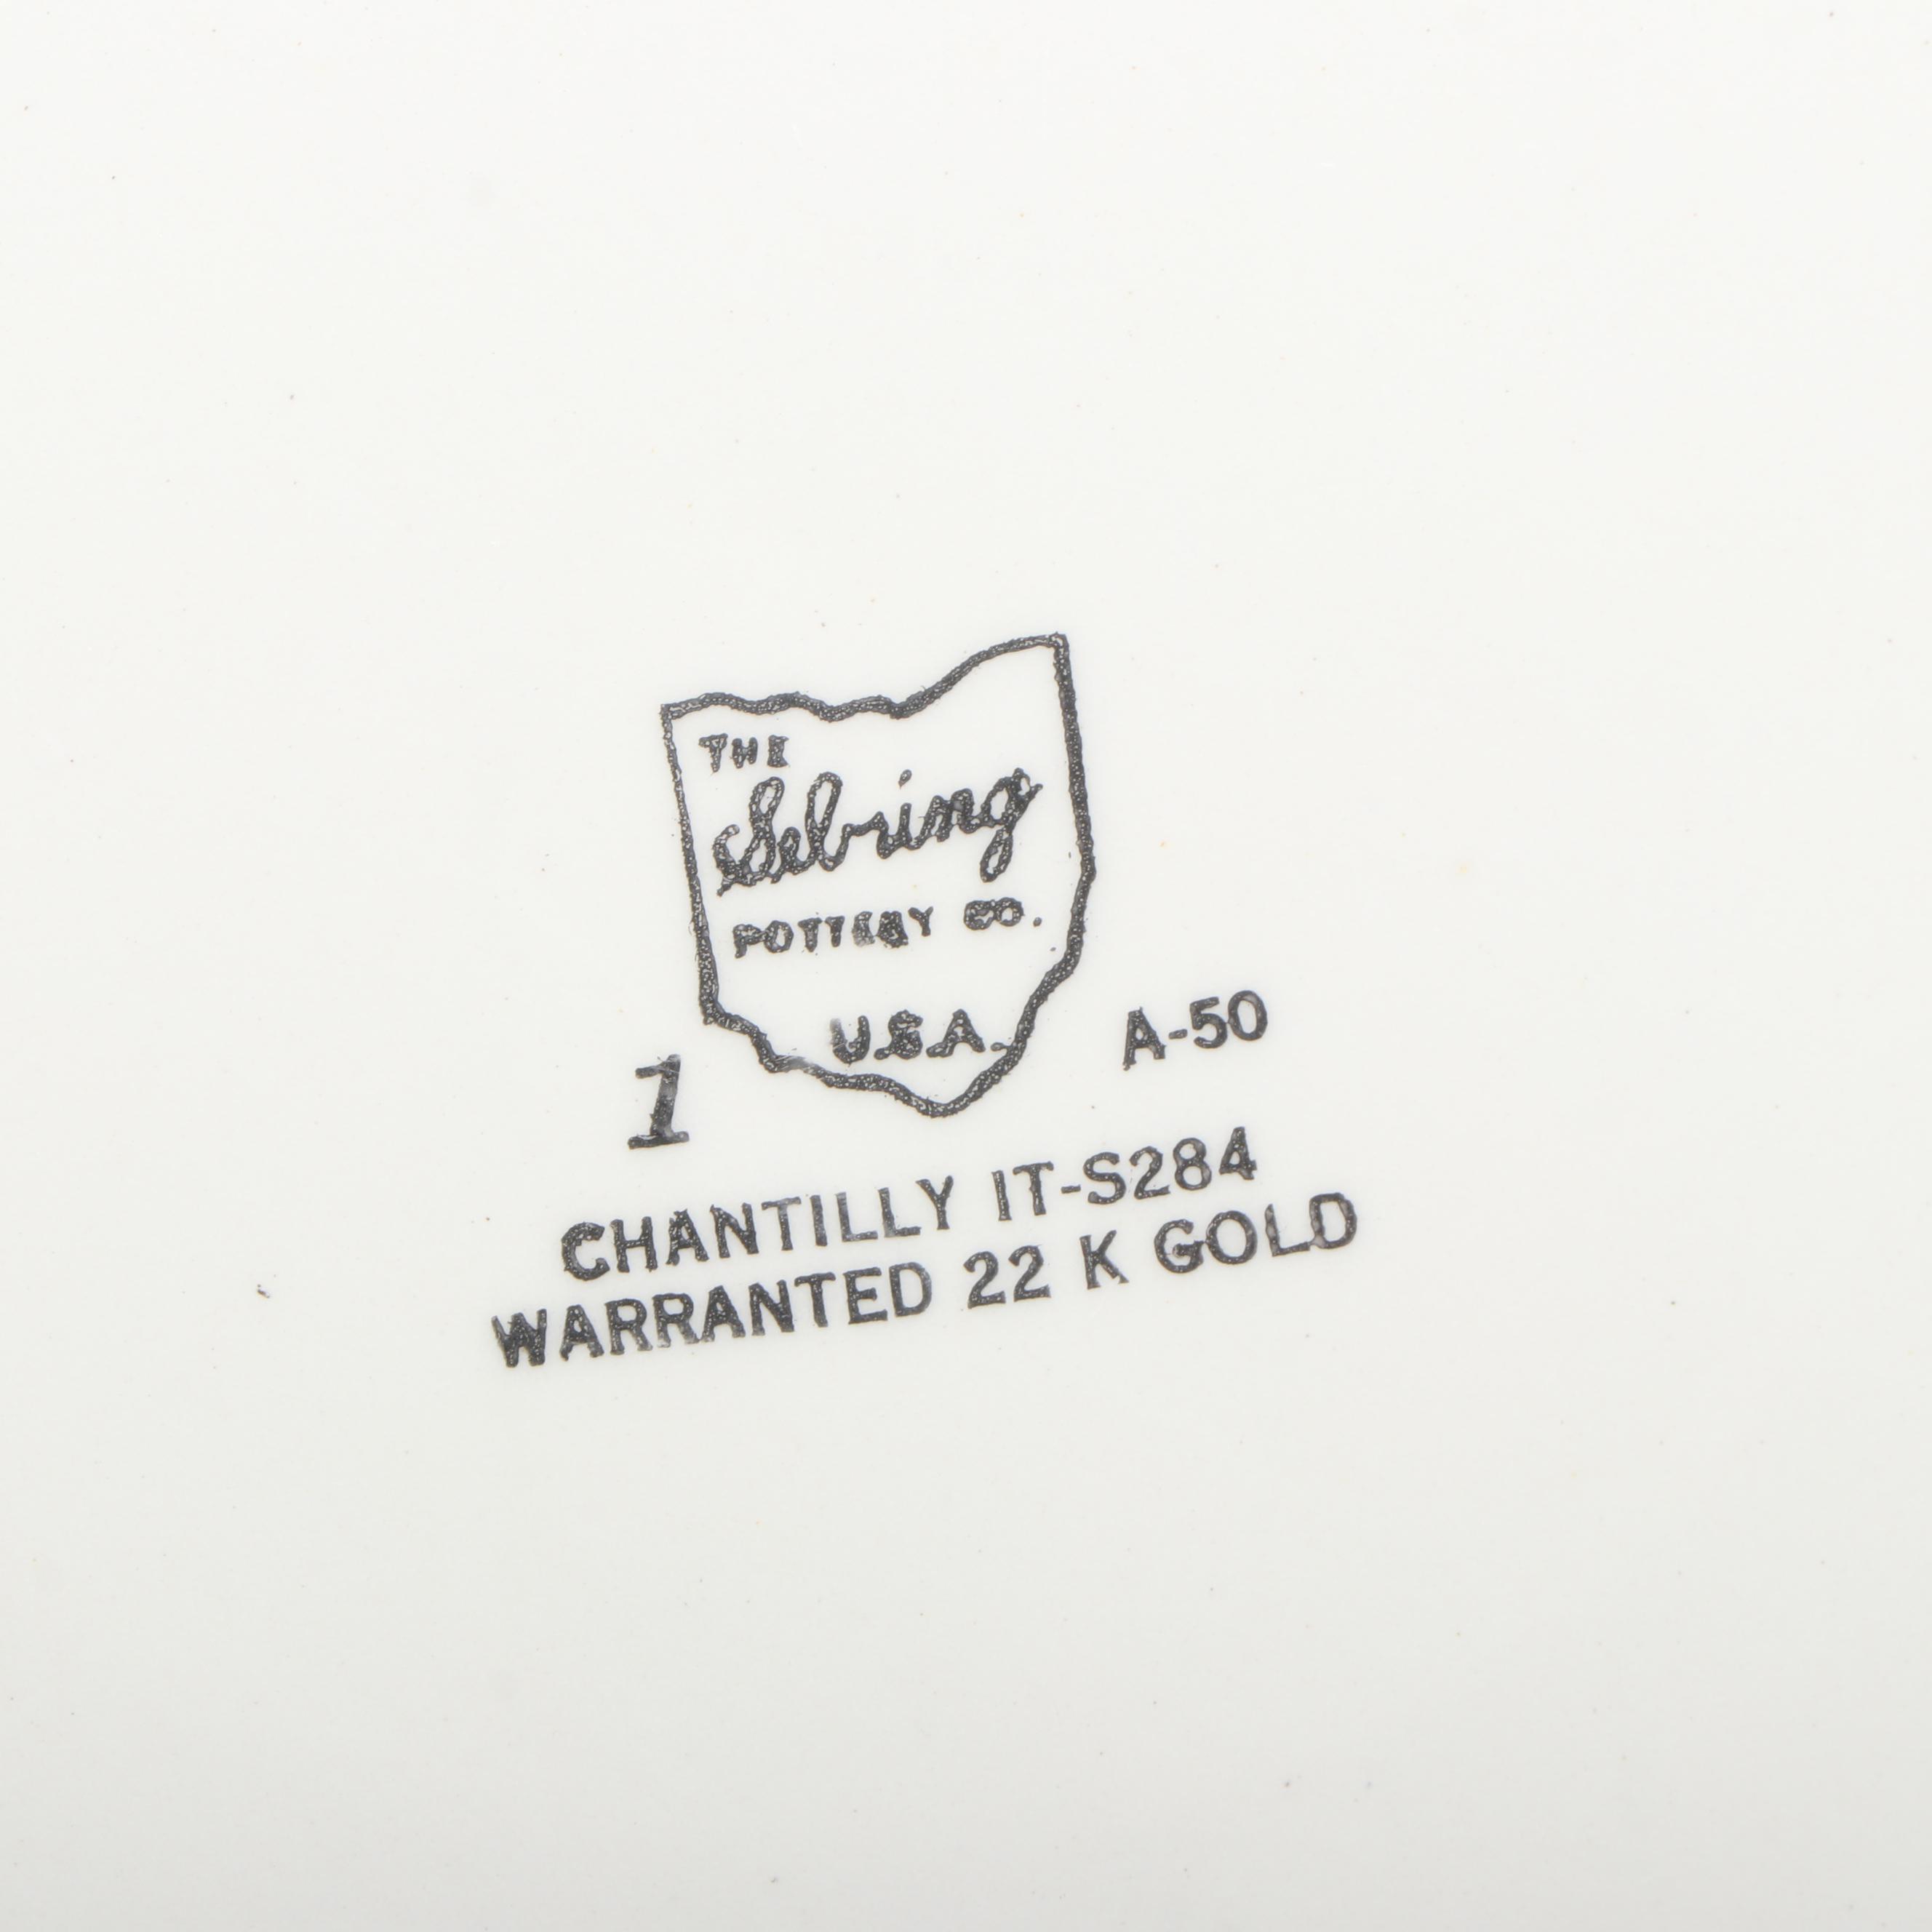 THE
Sebring
POTTERY CO.
U.S.A.
1
A-50
CHANTILLY IT-S284
WARRANTED 22 K GOLD